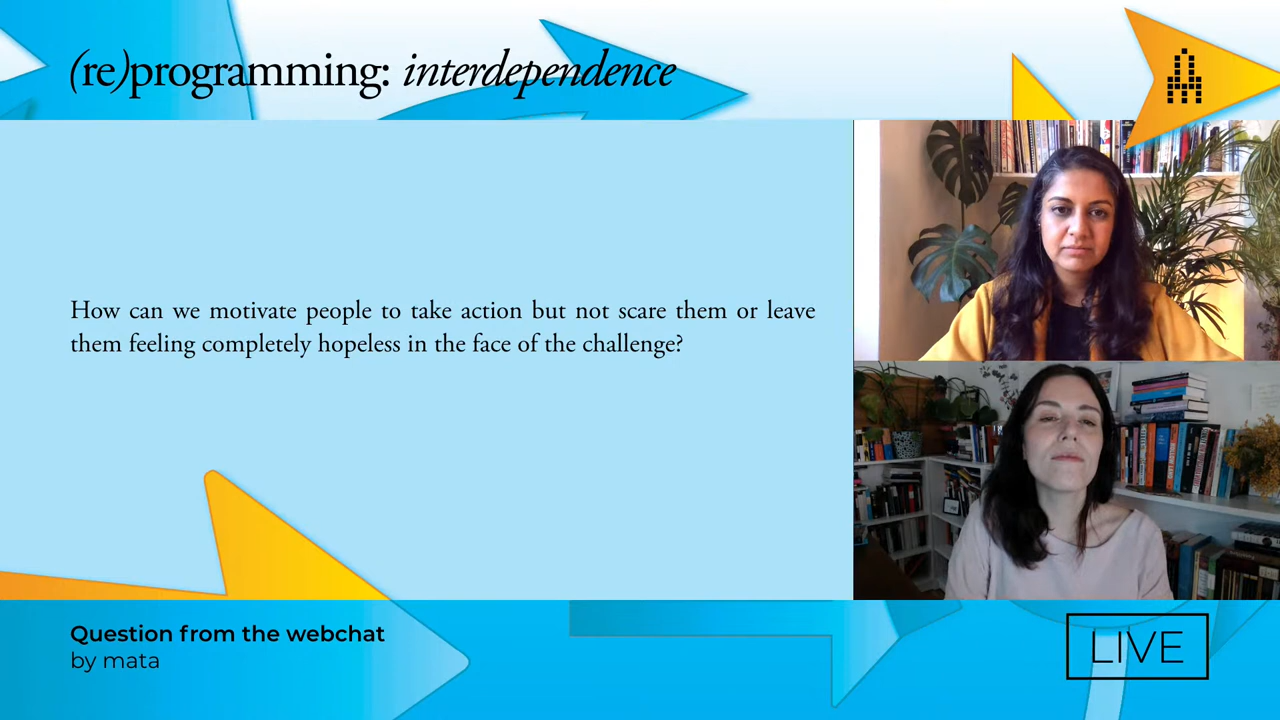 (re)programming: interdependence
How can we motivate people to take action but not scare them or leave
them feeling completely hopeless in the face of the challenge?
Question from the webchat
by mata
LIVE